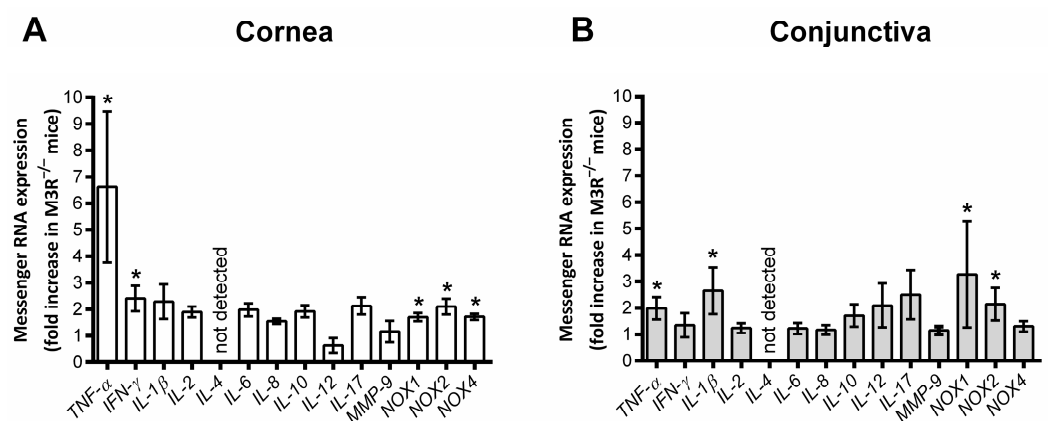 A
Cornea
Messenger RNA expression
(fold increase in M3R⁻/⁻ mice)
10
9
8
7
6
5
4
3
2
1
0
*
*
*
*
*
not detected
TNF-α
IFN-γ
IL-1β
IL-2
IL-4
IL-6
IL-8
IL-10
IL-12
IL-17
MMP-9
NOX1
NOX2
NOX4
B
Conjunctiva
Messenger RNA expression
(fold increase in M3R⁻/⁻ mice)
10
9
8
7
6
5
4
3
2
1
0
*
*
*
*
not detected
TNF-α
IFN-γ
IL-1β
IL-2
IL-4
IL-6
IL-8
IL-10
IL-12
IL-17
MMP-9
NOX1
NOX2
NOX4